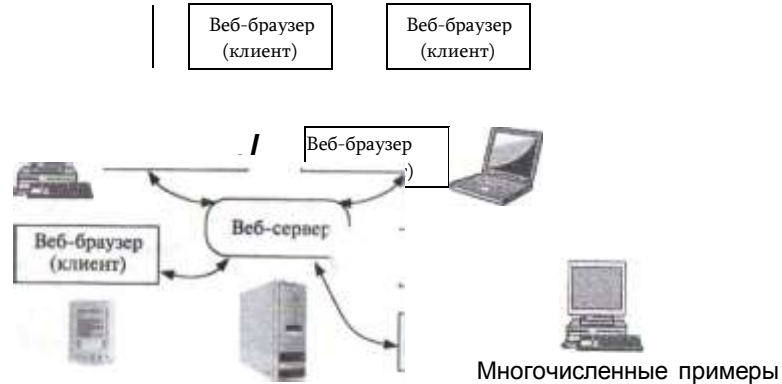 Веб-браузер
(клиент)
Веб-браузер
(клиент)
/
Веб-браузер
)
Веб-сервер
Веб-браузер
(клиент)
Многочисленные примеры